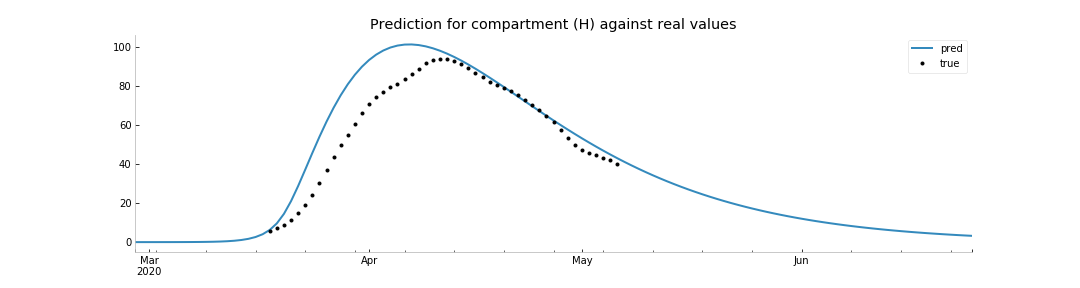 Prediction for compartment (H) against real values
100
80
60
40
20
0
pred
true
Mar
2020
Apr
May
Jun